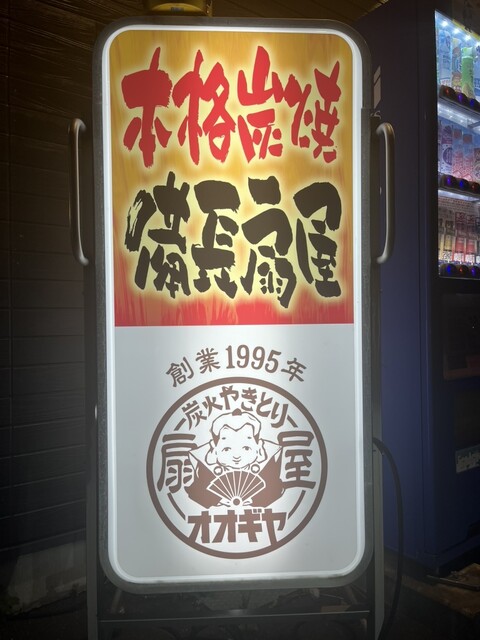 本格炭焼
備長扇屋
創業1995年
炭火やきとり
扇屋
オオギヤ